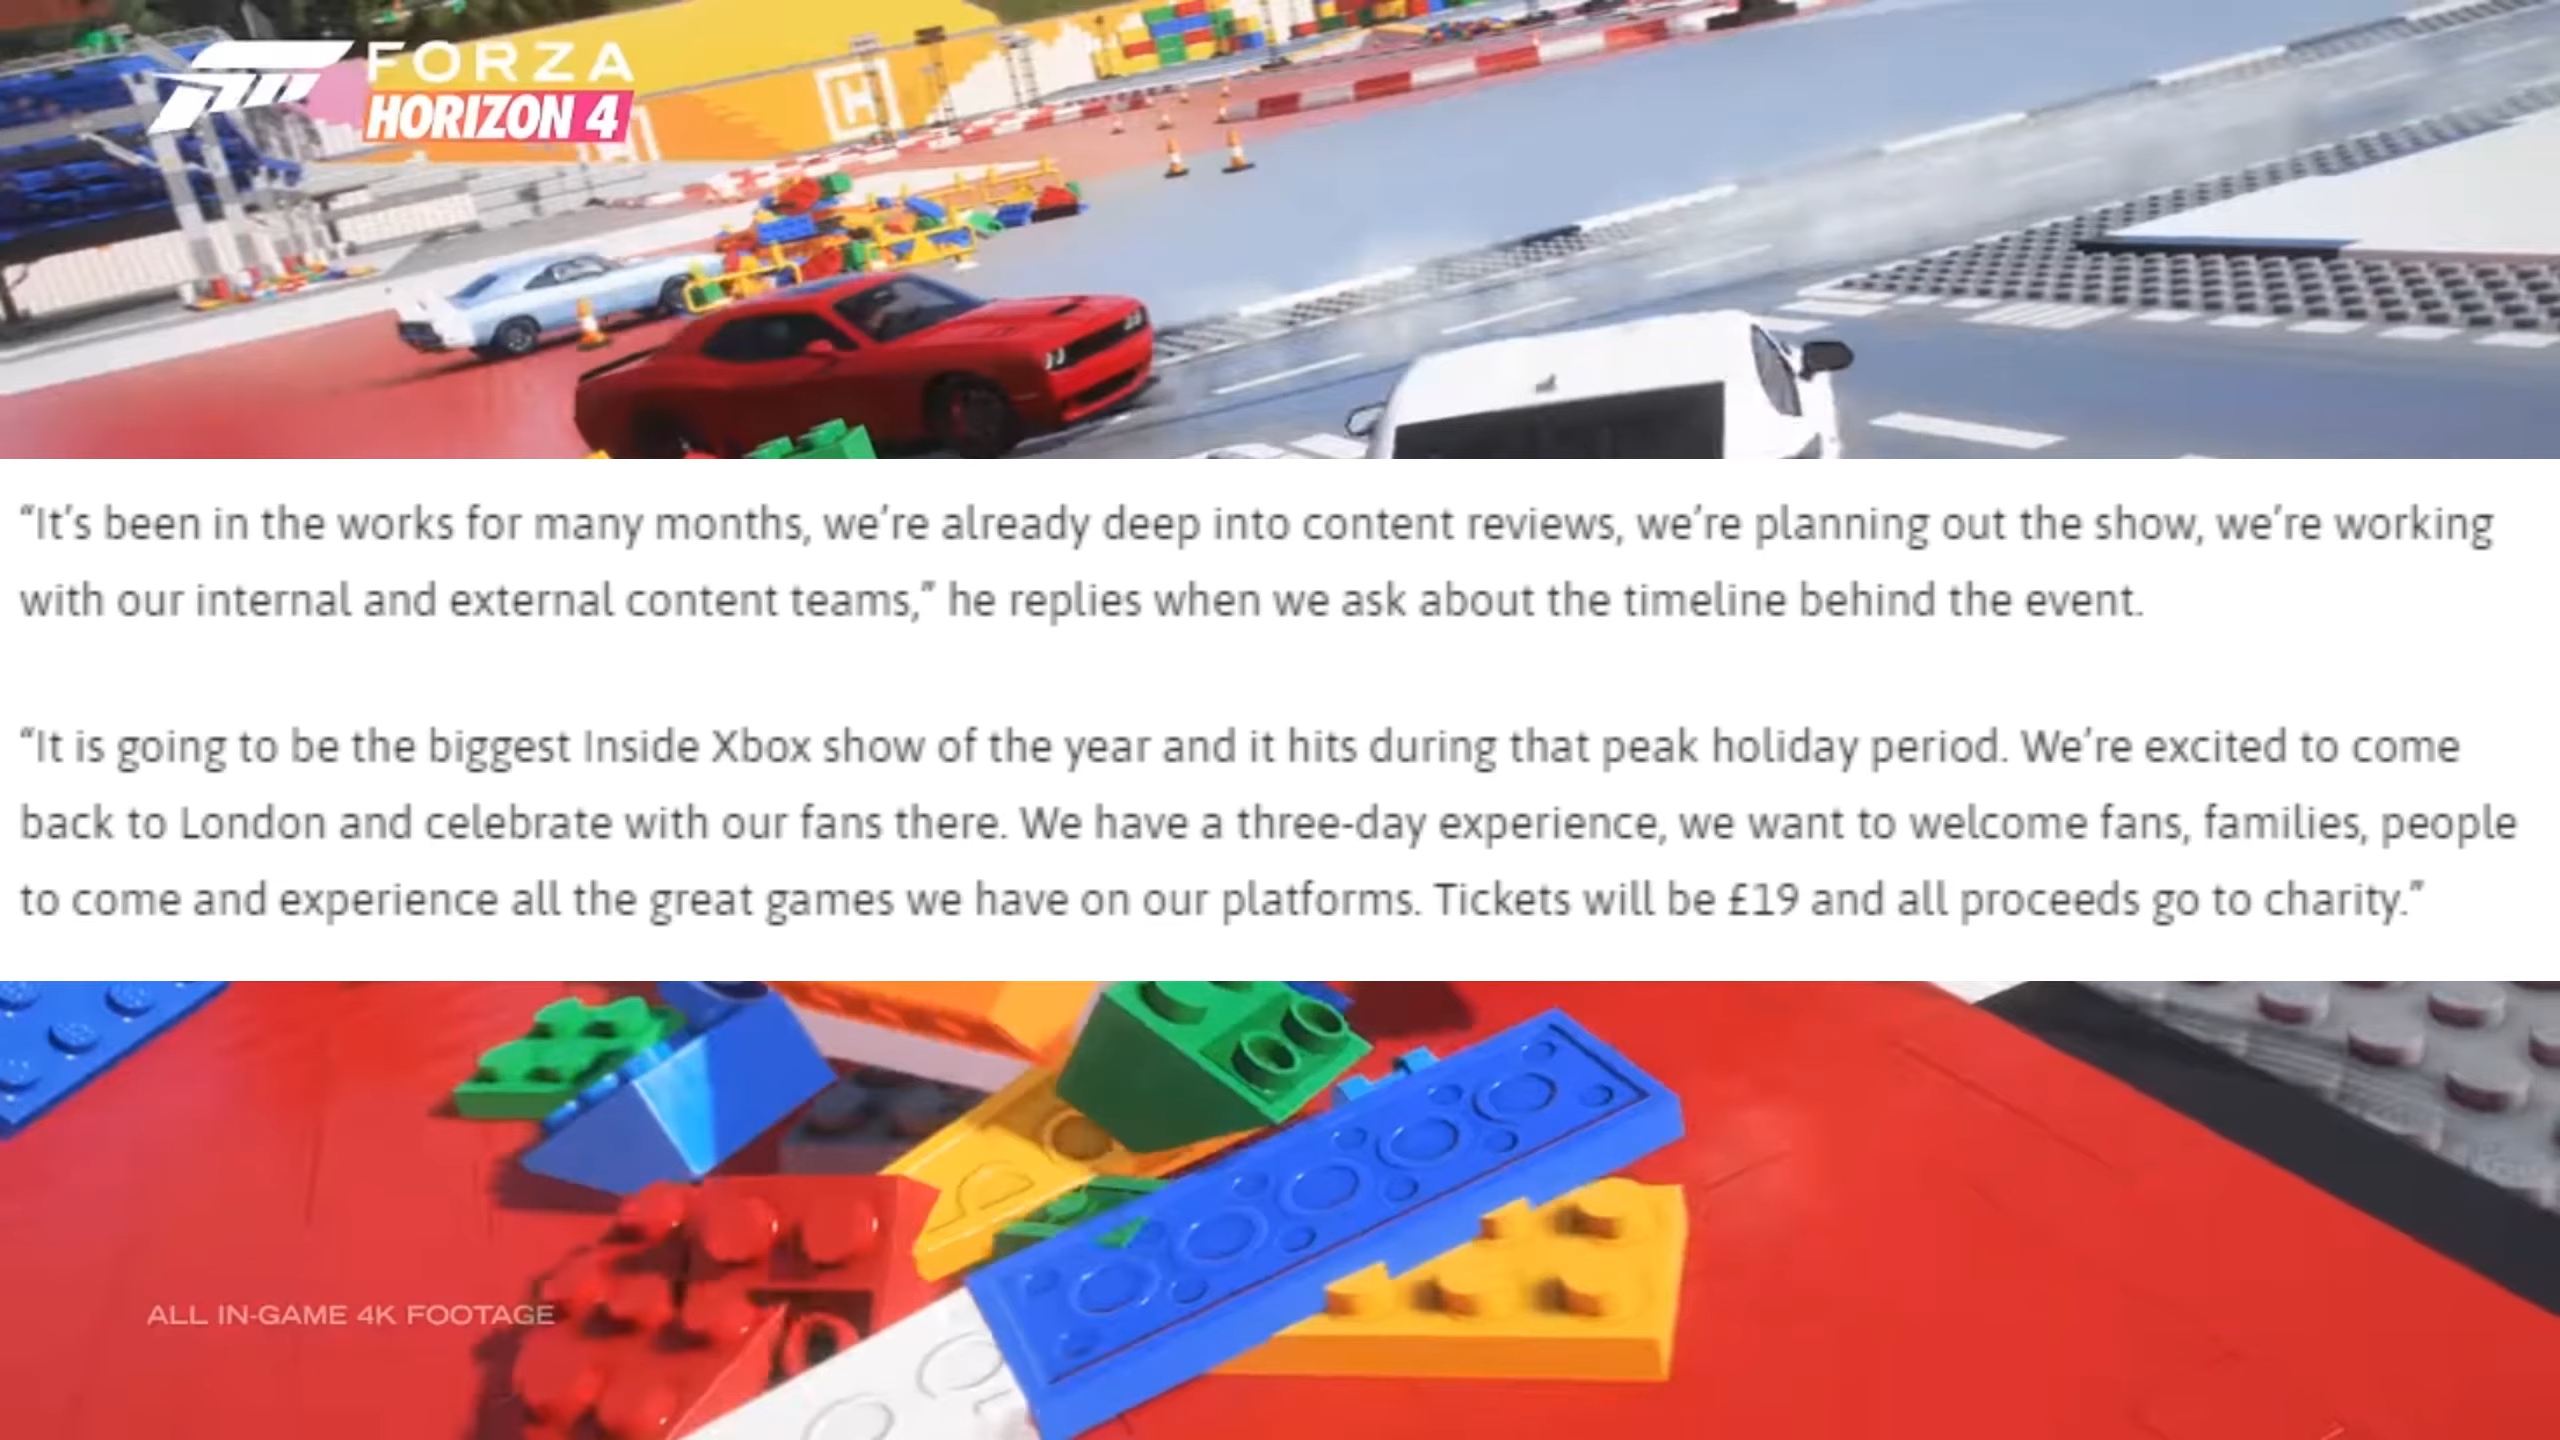 FORZA
HORIZON 4
“It’s been in the works for many months, we’re already deep into content reviews, we’re planning out the show, we’re working
with our internal and external content teams,” he replies when we ask about the timeline behind the event.
“It is going to be the biggest Inside Xbox show of the year and it hits during that peak holiday period. We’re excited to come
back to London and celebrate with our fans there. We have a three-day experience, we want to welcome fans, families, people
to come and experience all the great games we have on our platforms. Tickets will be £19 and all proceeds go to charity.”
ALL IN-GAME 4K FOOTAGE